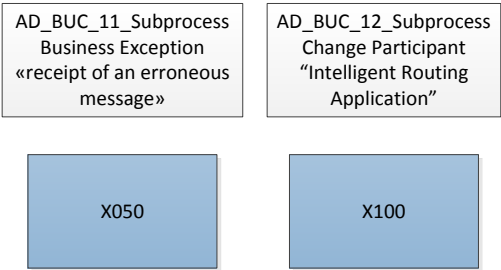 AD_BUC_11_Subprocess
Business Exception
«receipt of an erroneous
message»
AD_BUC_12_Subprocess
Change Participant
“Intelligent Routing
Application”
X050
X100